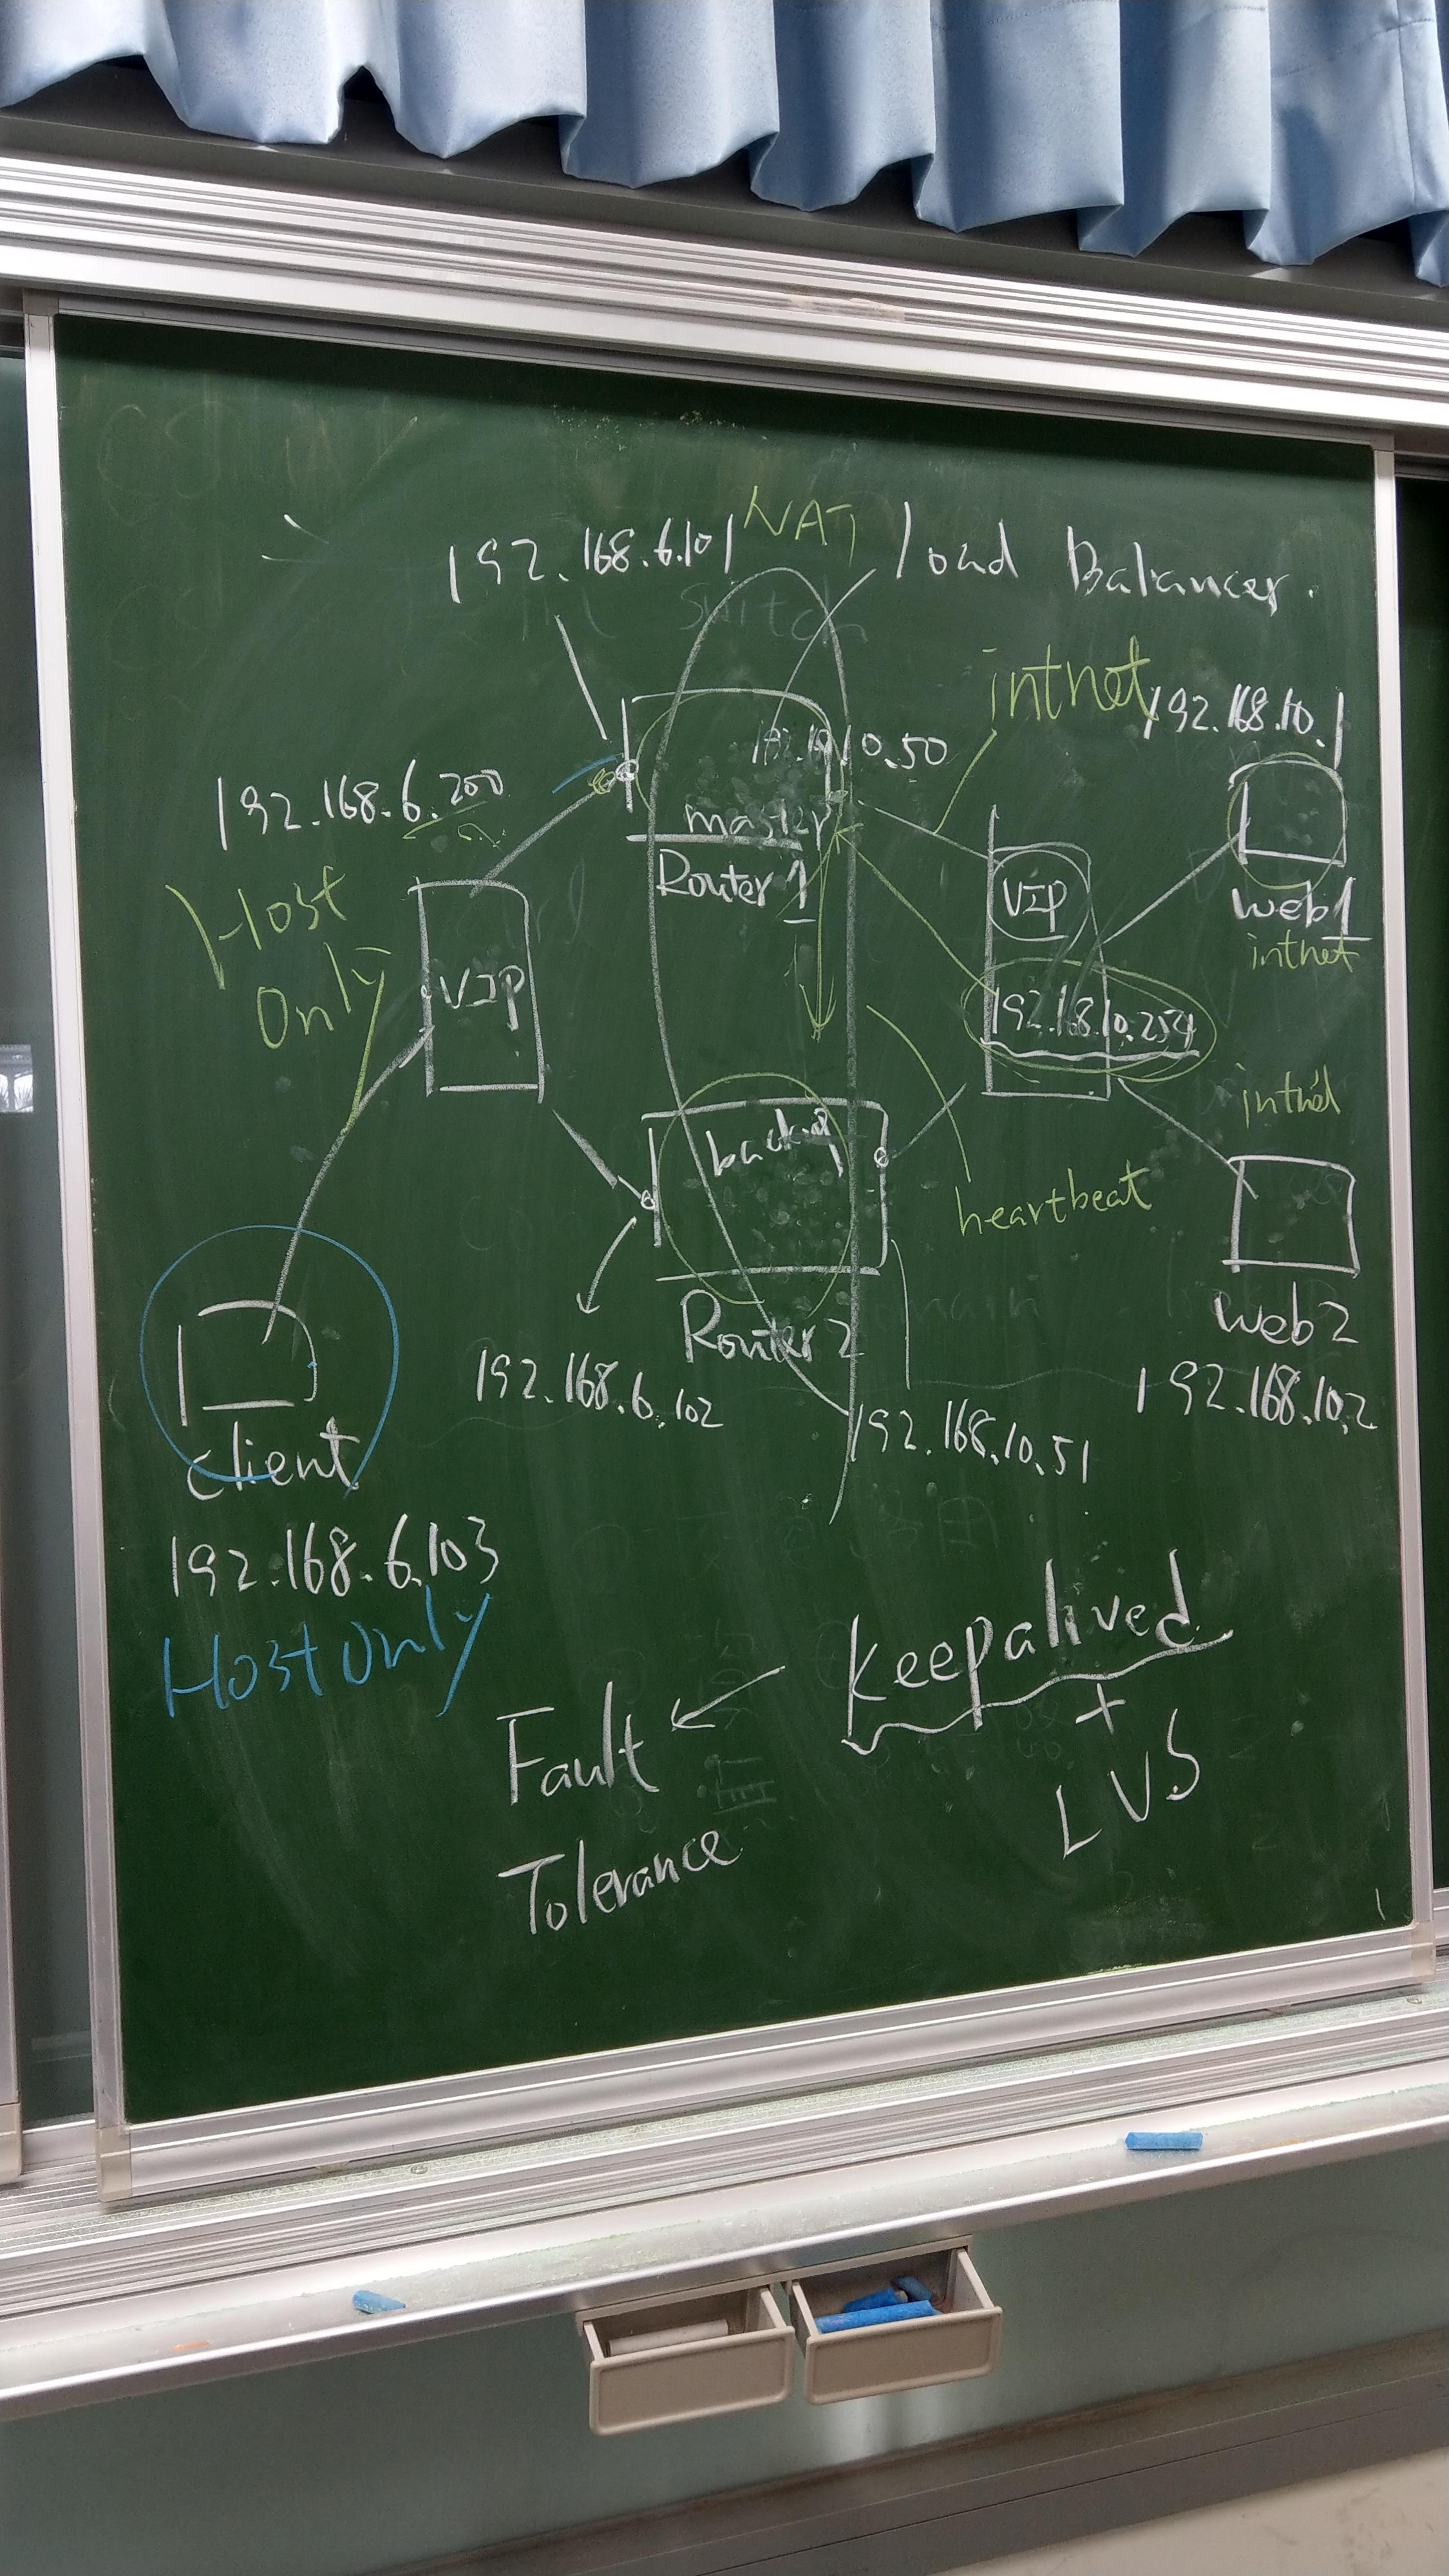 192.168.6.101 NAT load Balancer.
switch
intnet
192.168.10.1
10.50
192.168.6.200
master
Router 1
VIP
web1
intnet
Host
Only
VIP
192.168.10.254
intnet
backup
heartbeat
Router 2
web2
192.168.6.102
192.168.10.2
192.168.10.51
client
192.168.6.103
Host only
keepalived
+
LVS
Fault
Tolerance